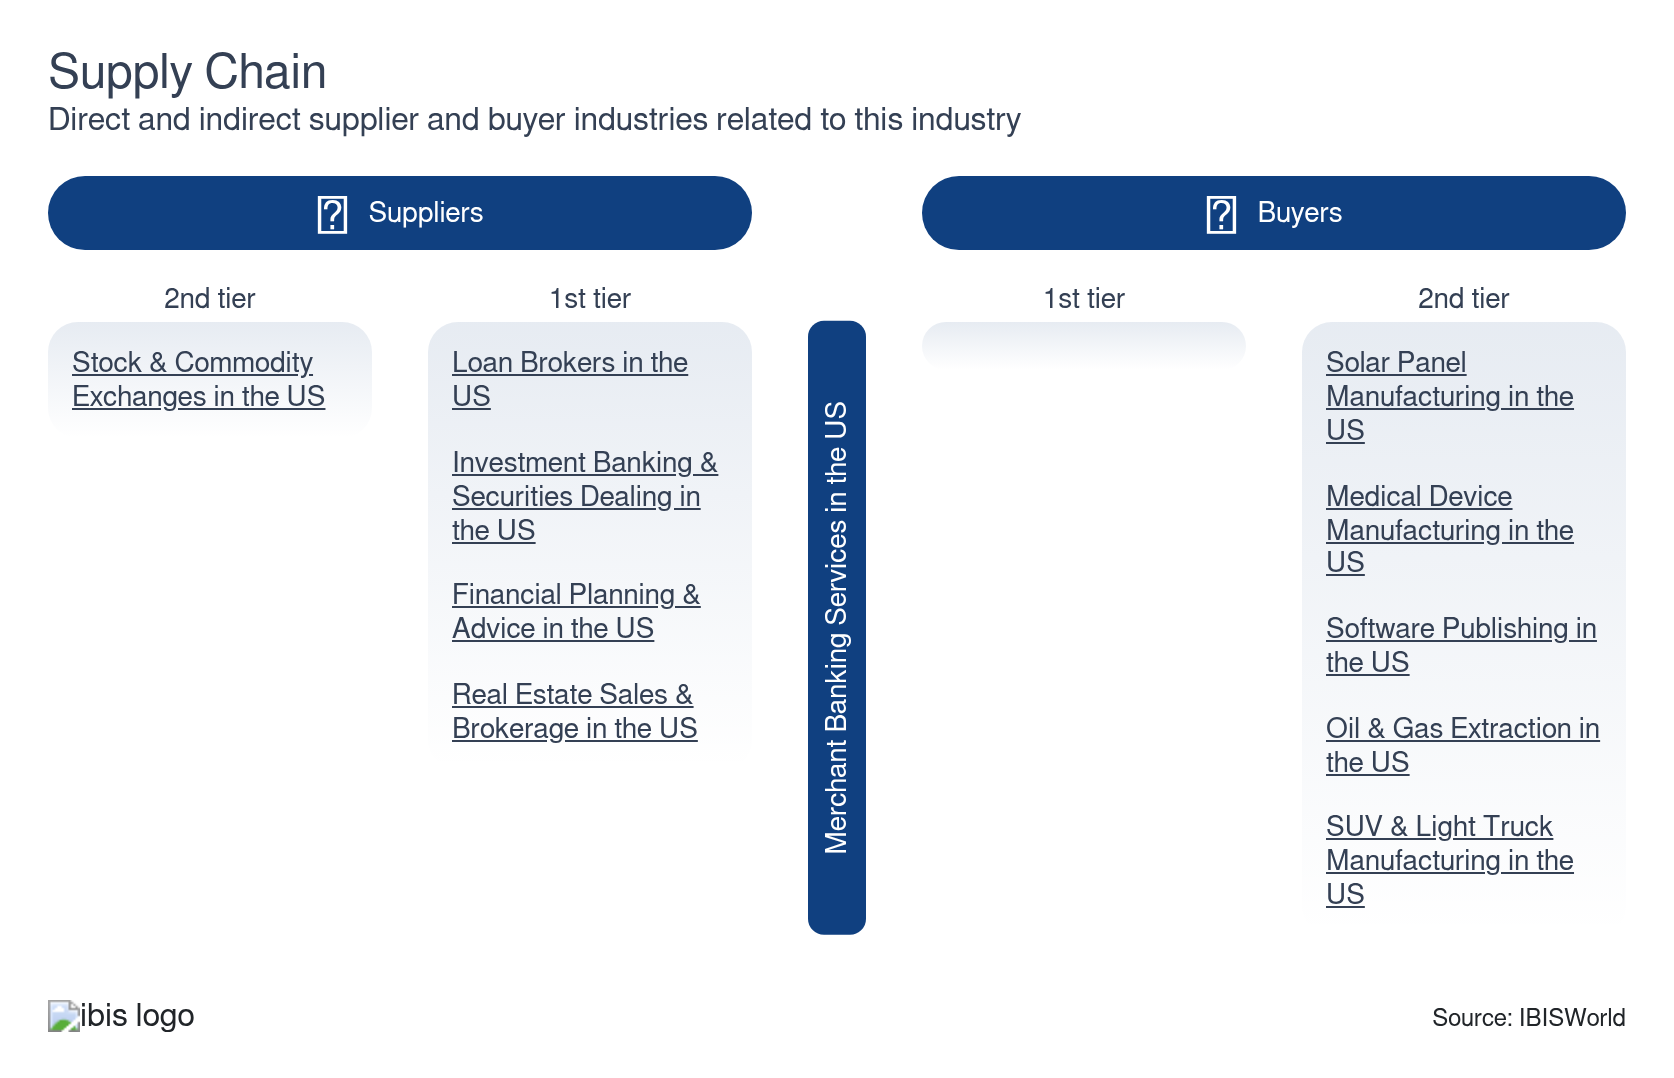 Supply Chain
Direct and indirect supplier and buyer industries related to this industry
Suppliers
2nd tier
Stock & Commodity
Exchanges in the US
1st tier
Loan Brokers in the
US
Investment Banking &
Securities Dealing in
the US
Financial Planning &
Advice in the US
Real Estate Sales &
Brokerage in the US
Merchant Banking Services in the US
Buyers
1st tier
2nd tier
Solar Panel
Manufacturing in the
US
Medical Device
Manufacturing in the
US
Software Publishing in
the US
Oil & Gas Extraction in
the US
SUV & Light Truck
Manufacturing in the
US
ibis logo
Source: IBISWorld